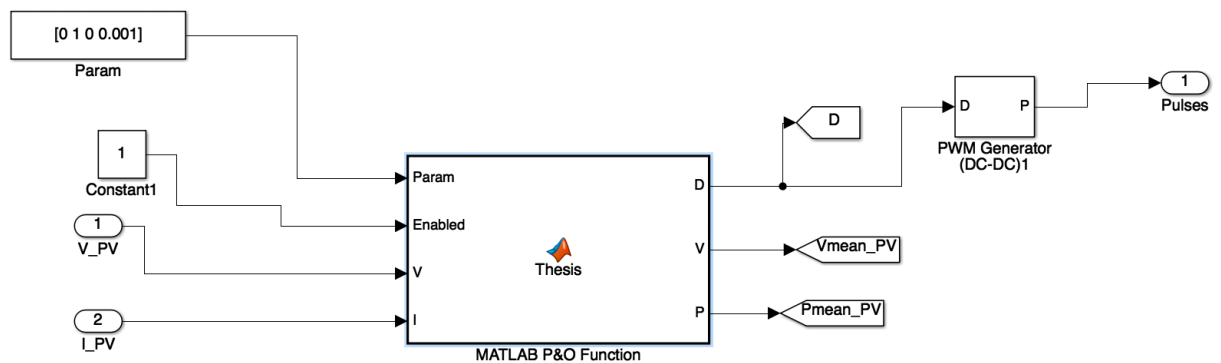 [0 1 0 0.001]
Param
1
Constant1
1
V_PV
2
I_PV
Param
Enabled
V
I
Thesis
D
V
P
MATLAB P&O Function
D
Vmean_PV
Pmean_PV
D
P
PWM Generator
(DC-DC)1
1
Pulses